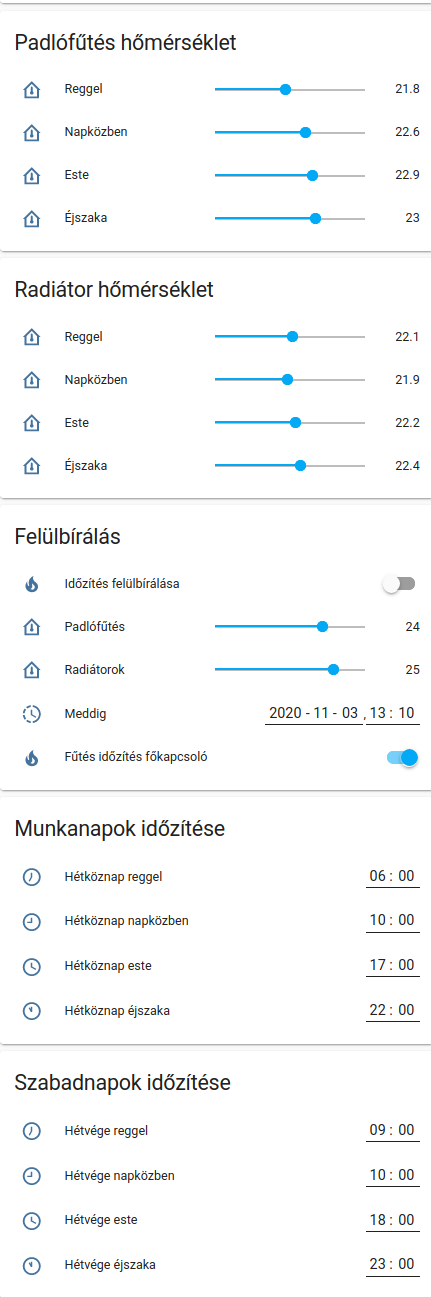 Padlófűtés hőmérséklet
Reggel 21.8
Napközben 22.6
Este 22.9
Éjszaka 23
Radiátor hőmérséklet
Reggel 22.1
Napközben 21.9
Este 22.2
Éjszaka 22.4
Felülbírálás
Időzítés felülbírálása
Padlófűtés 24
Radiátorok 25
Meddig 2020 - 11 - 03 , 13 : 10
Fűtés időzítés főkapcsoló
Munkanapok időzítése
Hétköznap reggel 06 : 00
Hétköznap napközben 10 : 00
Hétköznap este 17 : 00
Hétköznap éjszaka 22 : 00
Szabadnapok időzítése
Hétvége reggel 09 : 00
Hétvége napközben 10 : 00
Hétvége este 18 : 00
Hétvége éjszaka 23 : 00